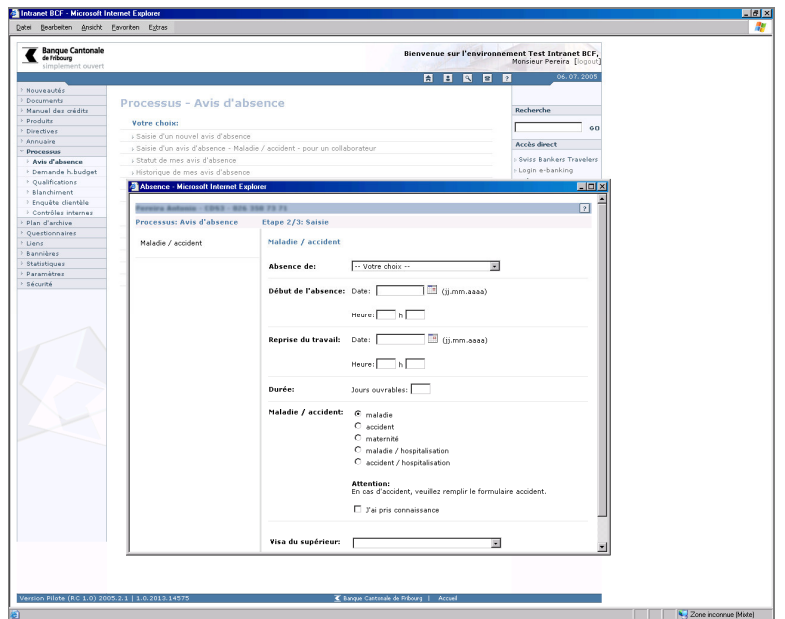 Intranet BCF - Microsoft Internet Explorer
Datei Bearbeiten Ansicht Favoriten Extras
Banque Cantonale
de Fribourg
simplement ouvert
Bienvenue sur l'environnement Test Intranet BCF,
Monsieur Pereira [logout]
06.07.2005
Nouveautés
Documents
Manuel des crédits
Produits
Directives
Annuaire
Processus
Avis d'absence
Demande h.budget
Qualifications
Blanchiment
Enquête clientèle
Contrôles internes
Plan d'archive
Questionnaires
Liens
Bannières
Statistiques
Paramètres
Sécurité
Processus - Avis d'absence
Votre choix:
Saisie d'un nouvel avis d'absence
Saisie d'un avis d'absence - Maladie / accident - pour un collaborateur
Statut de mes avis d'absence
Historique de mes avis d'absence
Recherche
GO
Accès direct
Swiss Bankers Travelers
Login e-banking
Absence - Microsoft Internet Explorer
?
Processus: Avis d'absence Etape 2/3: Saisie
Maladie / accident
Maladie / accident
Absence de: -- Votre choix --
Début de l'absence: Date: (jj.mm.aaaa)
Heure: h
Reprise du travail: Date: (jj.mm.aaaa)
Heure: h
Durée: Jours ouvrables:
Maladie / accident: maladie
accident
maternité
maladie / hospitalisation
accident / hospitalisation
Attention:
En cas d'accident, veuillez remplir le formulaire accident.
J'ai pris connaissance
Visa du supérieur:
Version Pilote (RC 1.0) 2005.2.1 | 1.0.2013.14575
Banque Cantonale de Fribourg | Accueil
Zone inconnue (Mixte)